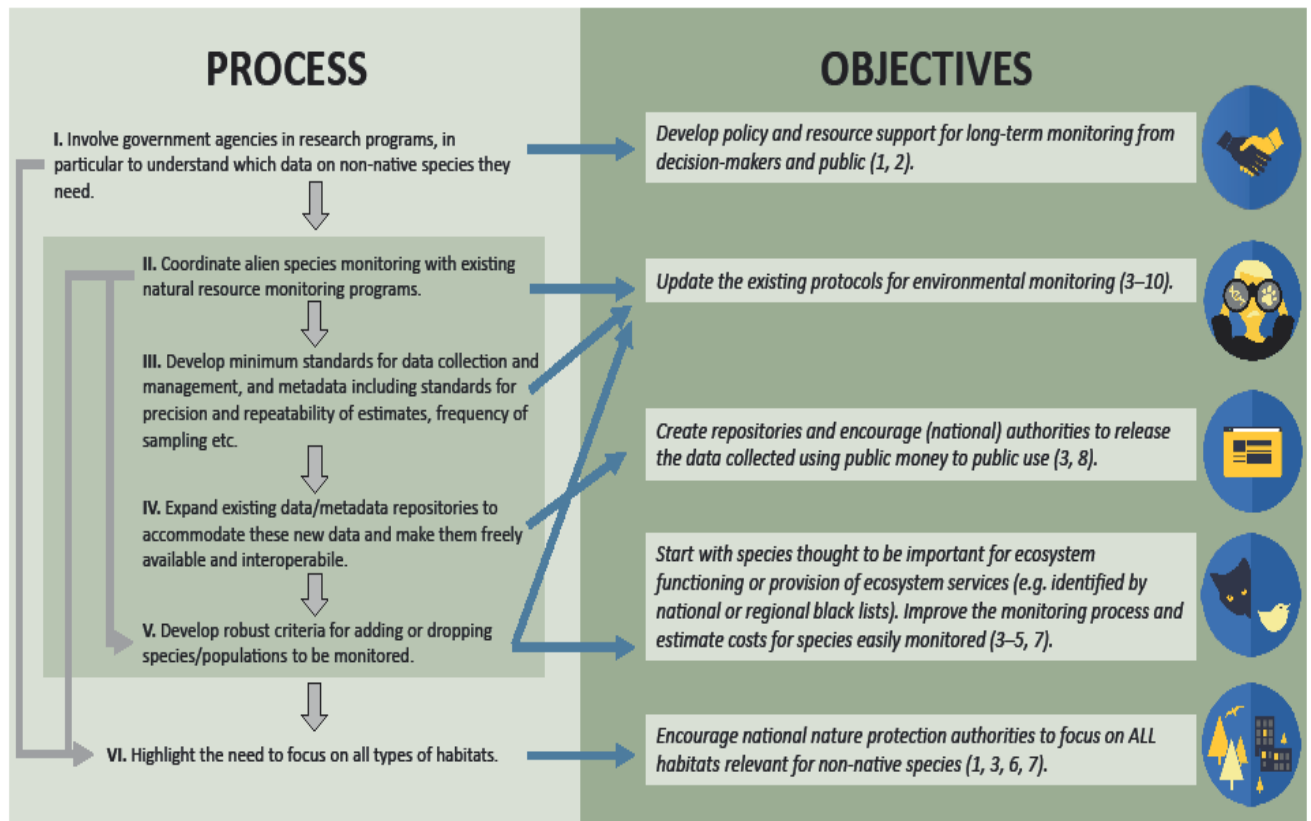 PROCESS
I. Involve government agencies in research programs, in
particular to understand which data on non-native species they
need.
II. Coordinate alien species monitoring with existing
natural resource monitoring programs.
III. Develop minimum standards for data collection and
management, and metadata including standards for
precision and repeatability of estimates, frequency of
sampling etc.
IV. Expand existing data/metadata repositories to
accommodate these new data and make them freely
available and interoperabile.
V. Develop robust criteria for adding or dropping
species/populations to be monitored.
VI. Highlight the need to focus on all types of habitats.
OBJECTIVES
Develop policy and resource support for long-term monitoring from
decision-makers and public (1, 2).
Update the existing protocols for environmental monitoring (3–10).
Create repositories and encourage (national) authorities to release
the data collected using public money to public use (3, 8).
Start with species thought to be important for ecosystem
functioning or provision of ecosystem services (e.g. identified by
national or regional black lists). Improve the monitoring process and
estimate costs for species easily monitored (3–5, 7).
Encourage national nature protection authorities to focus on ALL
habitats relevant for non-native species (1, 3, 6, 7).